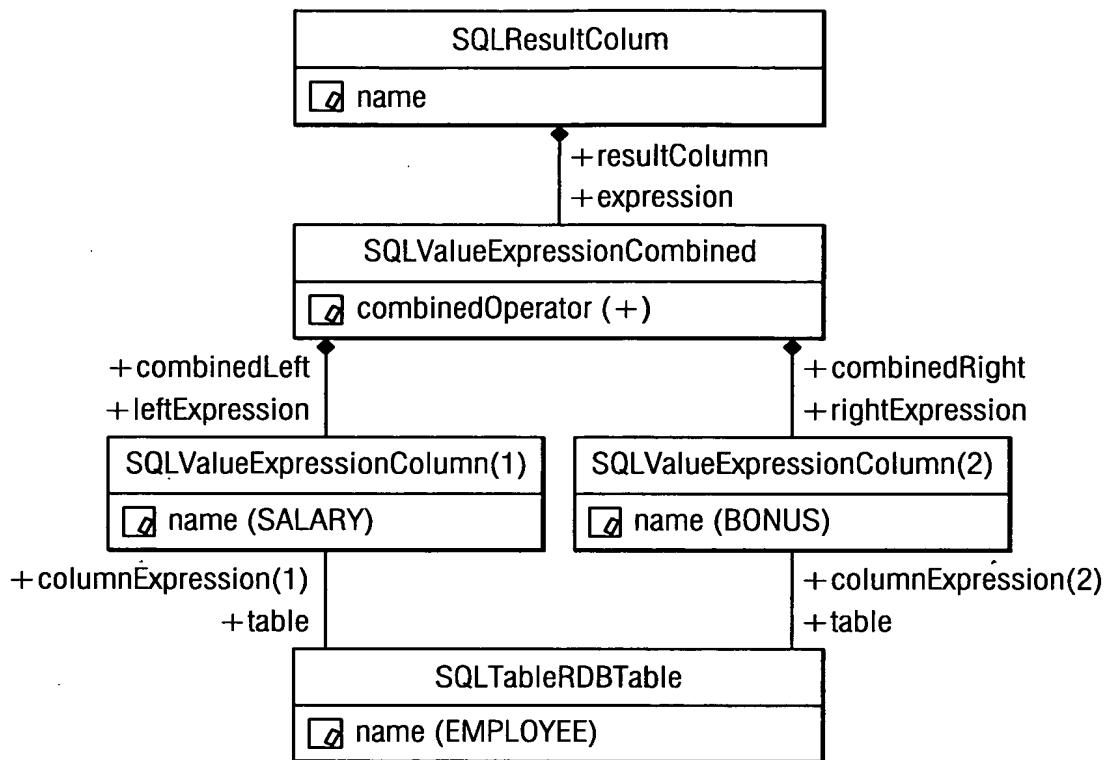 SQLResultColum
name
+resultColumn
+expression
SQLValueExpressionCombined
combinedOperator (+)
+combinedLeft
+leftExpression
+combinedRight
+rightExpression
SQLValueExpressionColumn(1)
name (SALARY)
SQLValueExpressionColumn(2)
name (BONUS)
+columnExpression(1)
+table
+columnExpression(2)
+table
SQLTableRDBTable
name (EMPLOYEE)